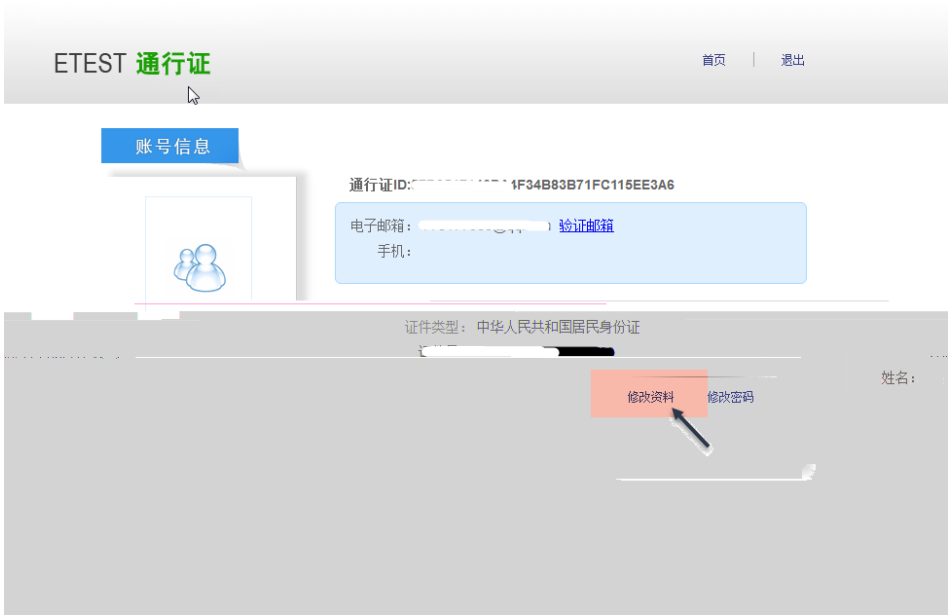 ETEST 通行证
首页 | 退出
账号信息
通行证ID: 4F34B83B71FC115EE3A6
电子邮箱： 验证邮箱
手机：
证件类型： 中华人民共和国居民身份证
姓名：
修改资料 修改密码